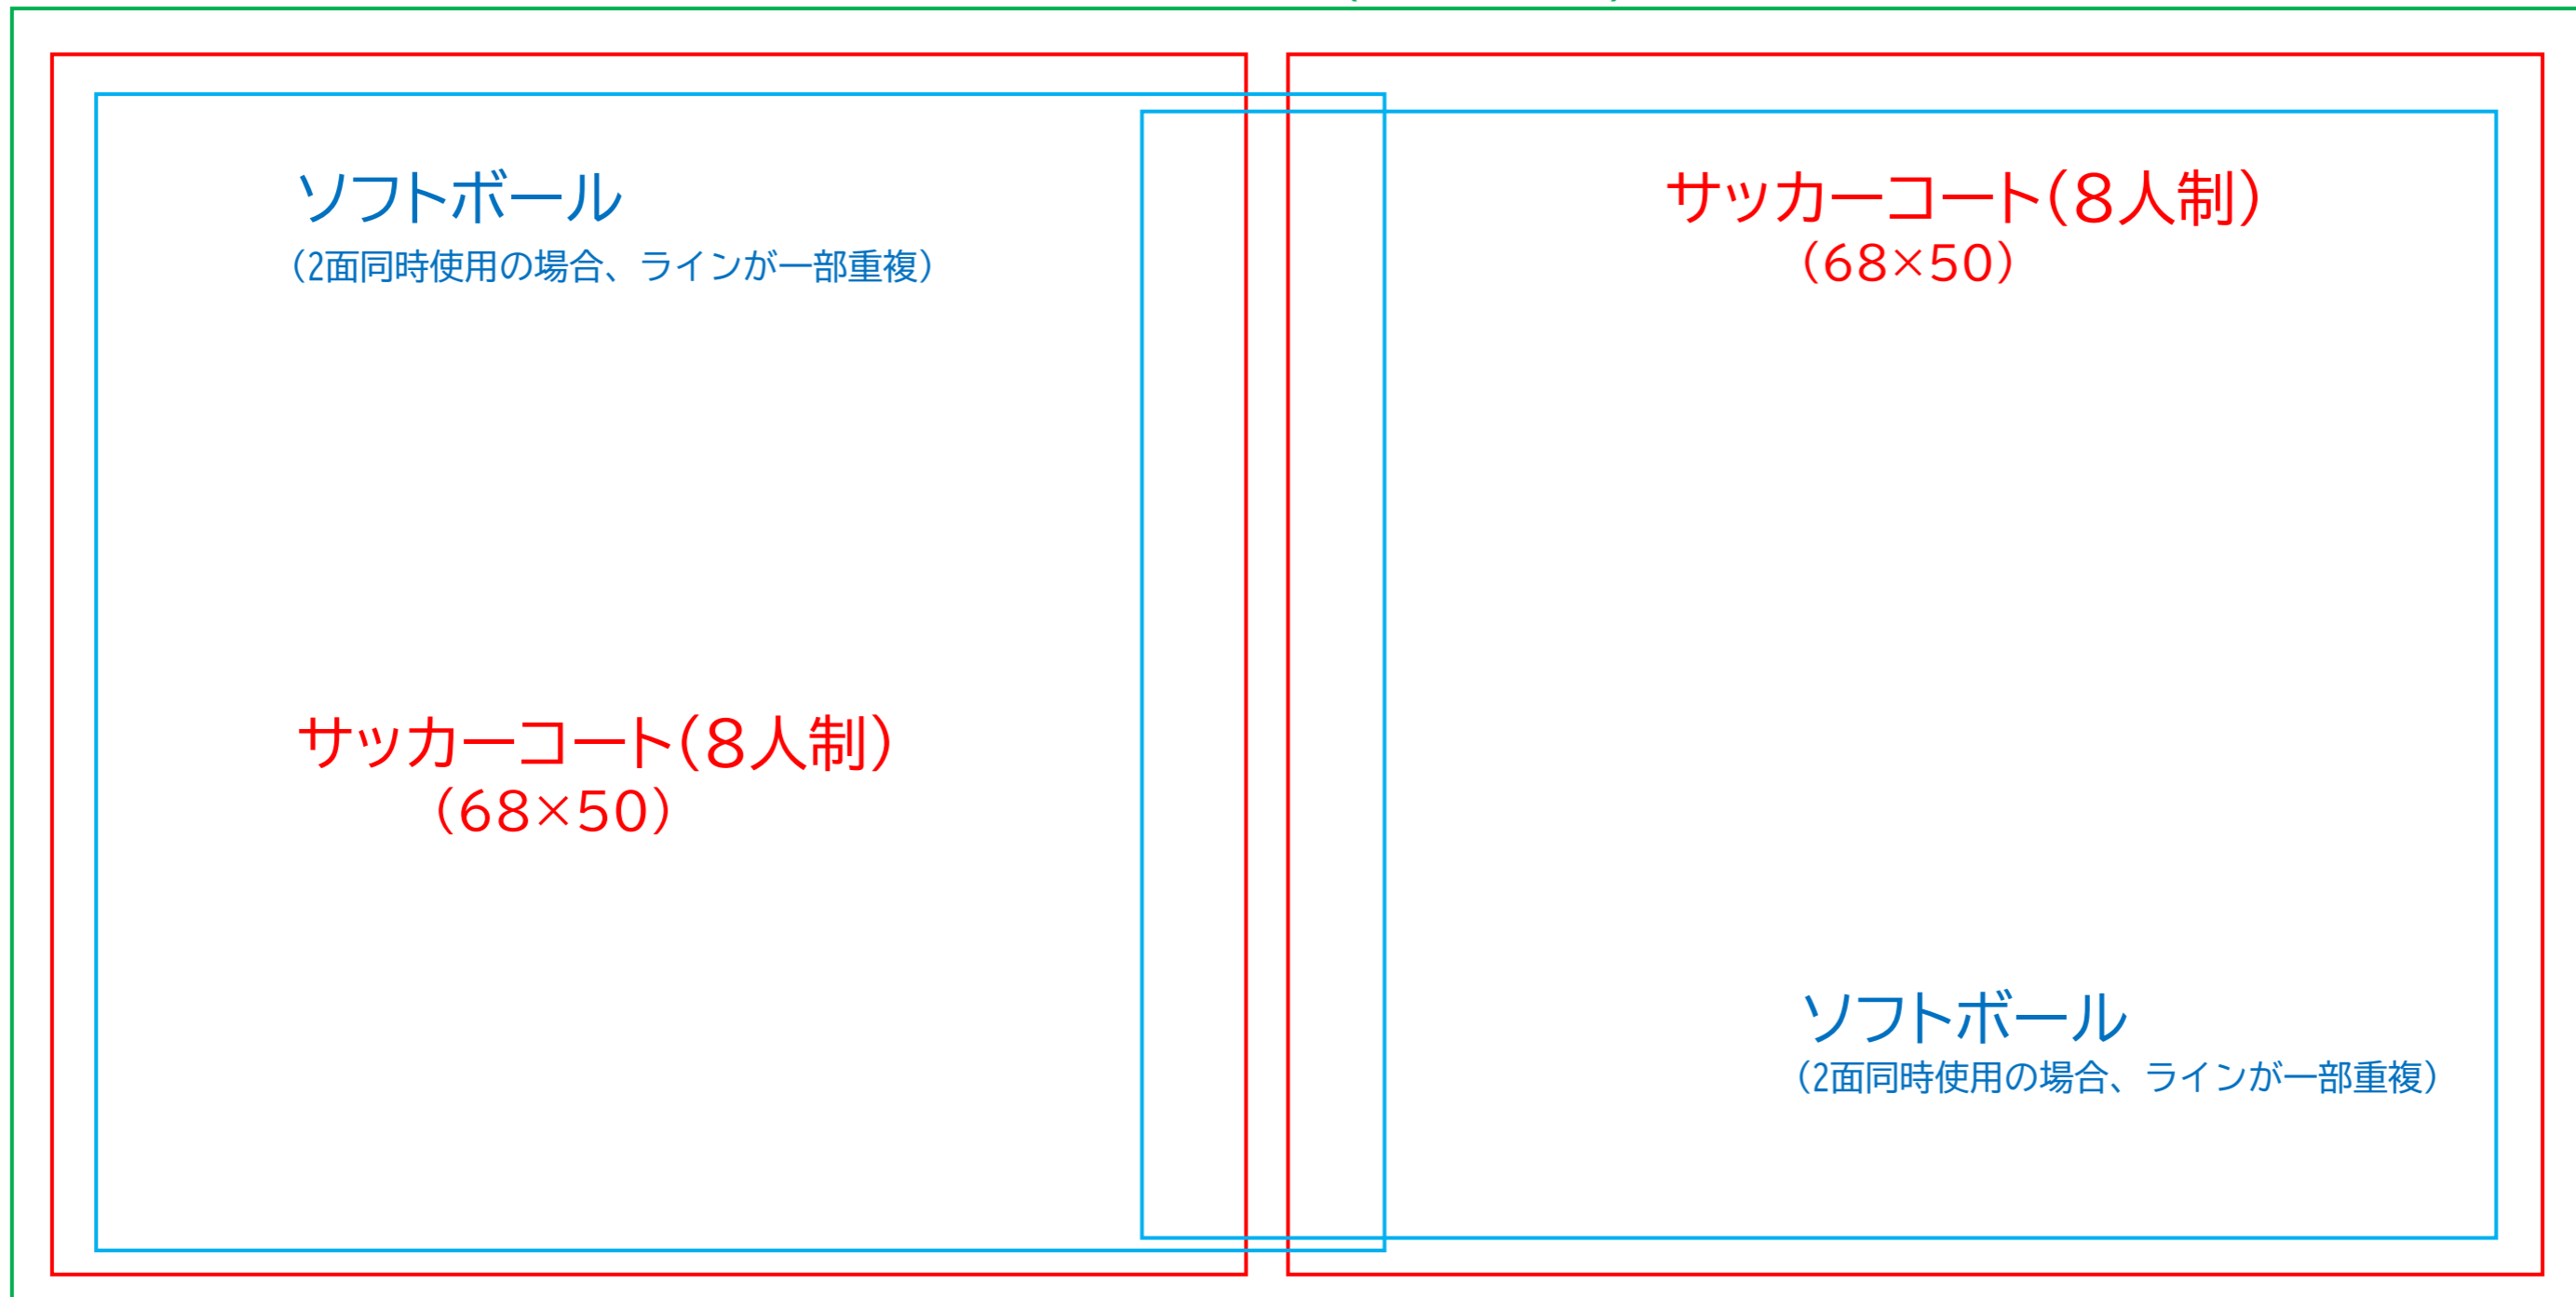 ソフトボール
（2面同時使用の場合、ラインが一部重複）
サッカーコート（８人制）
（６８×５０）
サッカーコート（８人制）
（６８×５０）
ソフトボール
（2面同時使用の場合、ラインが一部重複）